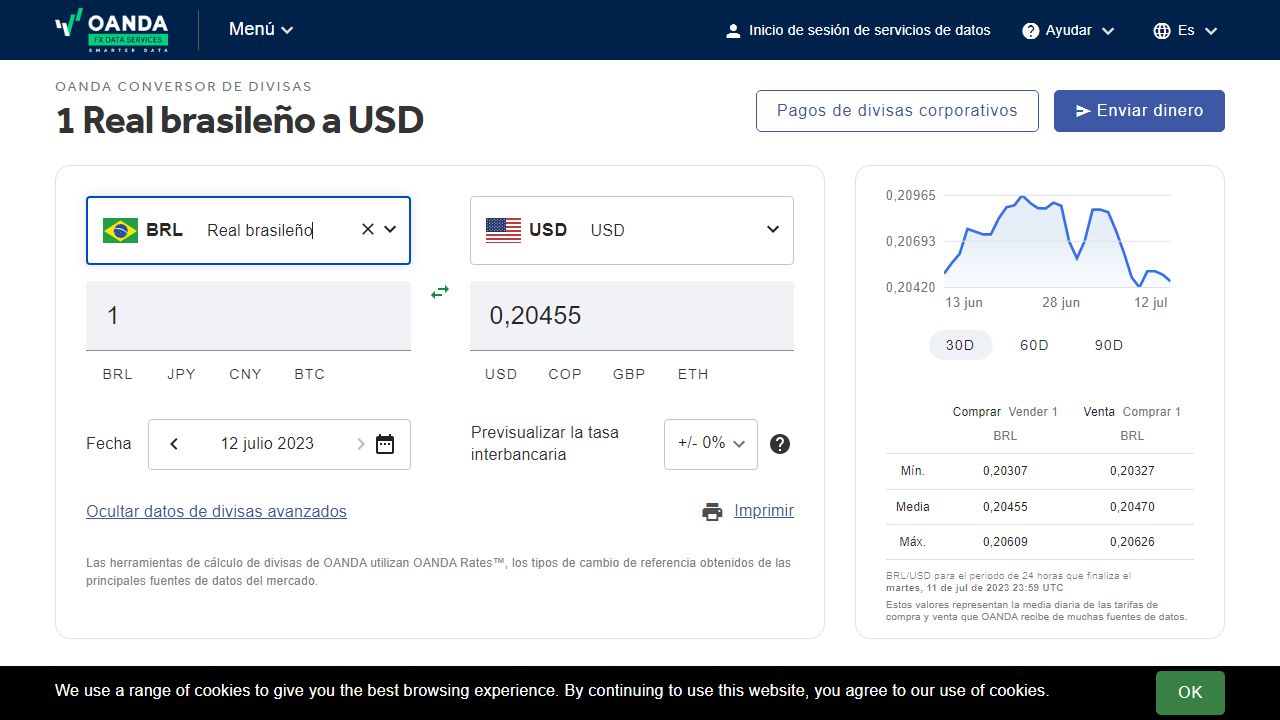 OANDA
FX DATA SERVICES
SMARTER DATA
Menú
Inicio de sesión de servicios de datos
Ayudar
Es
OANDA CONVERSOR DE DIVISAS
1 Real brasileño a USD
Pagos de divisas corporativos
Enviar dinero
BRL Real brasileño
USD USD
1
0,20455
BRL JPY CNY BTC
USD COP GBP ETH
Fecha
12 julio 2023
Previsualizar la tasa
interbancaria
+/- 0%
?
Ocultar datos de divisas avanzados
Imprimir
Las herramientas de cálculo de divisas de OANDA utilizan OANDA Rates™, los tipos de cambio de referencia obtenidos de las
principales fuentes de datos del mercado.
0,20965
0,20693
0,20420
13 jun 28 jun 12 jul
30D 60D 90D
Comprar Vender 1 Venta Comprar 1
BRL BRL
Mín. 0,20307 0,20327
Media 0,20455 0,20470
Máx. 0,20609 0,20626
BRL/USD para el periodo de 24 horas que finaliza el
martes, 11 de jul de 2023 23:59 UTC
Estos valores representan la media diaria de las tarifas de
compra y venta que OANDA recibe de muchas fuentes de datos.
We use a range of cookies to give you the best browsing experience. By continuing to use this website, you agree to our use of cookies.
OK